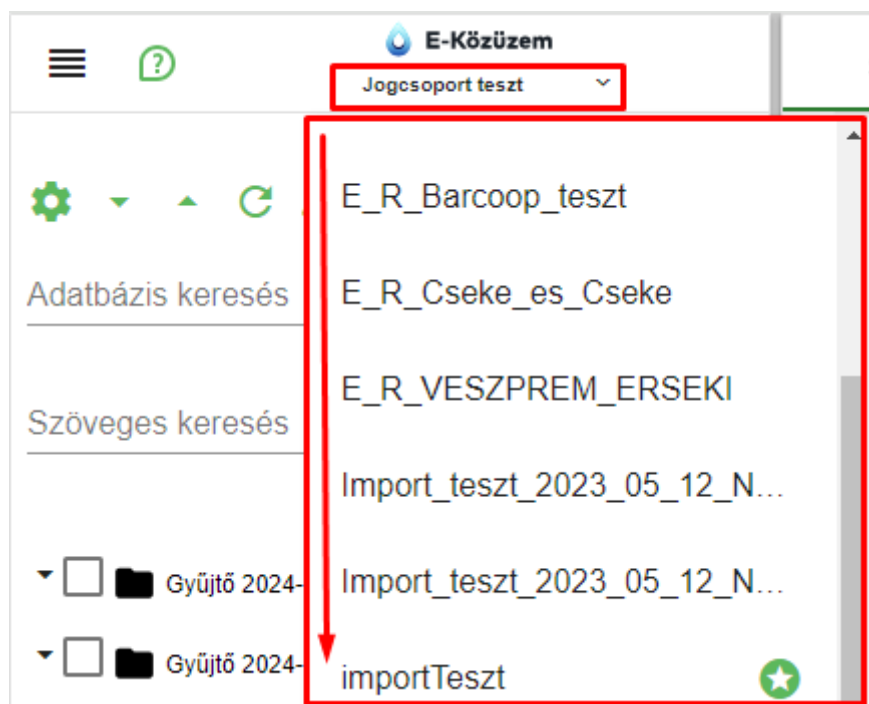 E-Közüzem
Jogcsoport teszt
E_R_Barcoop_teszt
Adatbázis keresés
E_R_Cseke_es_Cseke
E_R_VESZPREM_ERSEKI
Szöveges keresés
Import_teszt_2023_05_12_N...
Gyűjtő 2024-
Import_teszt_2023_05_12_N...
Gyűjtő 2024-
importTeszt